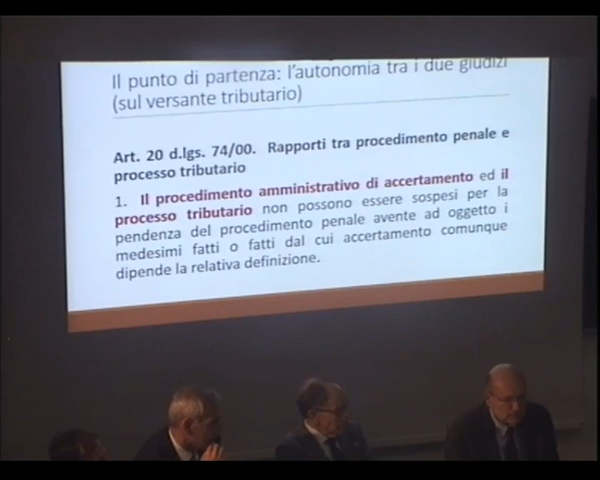 Il punto di partenza: l'autonomia tra i due giudizi
(sul versante tributario)
Art. 20 d.lgs. 74/00. Rapporti tra procedimento penale e
processo tributario
1. Il procedimento amministrativo di accertamento ed il
processo tributario non possono essere sospesi per la
pendenza del procedimento penale avente ad oggetto i
medesimi fatti o fatti dal cui accertamento comunque
dipende la relativa definizione.